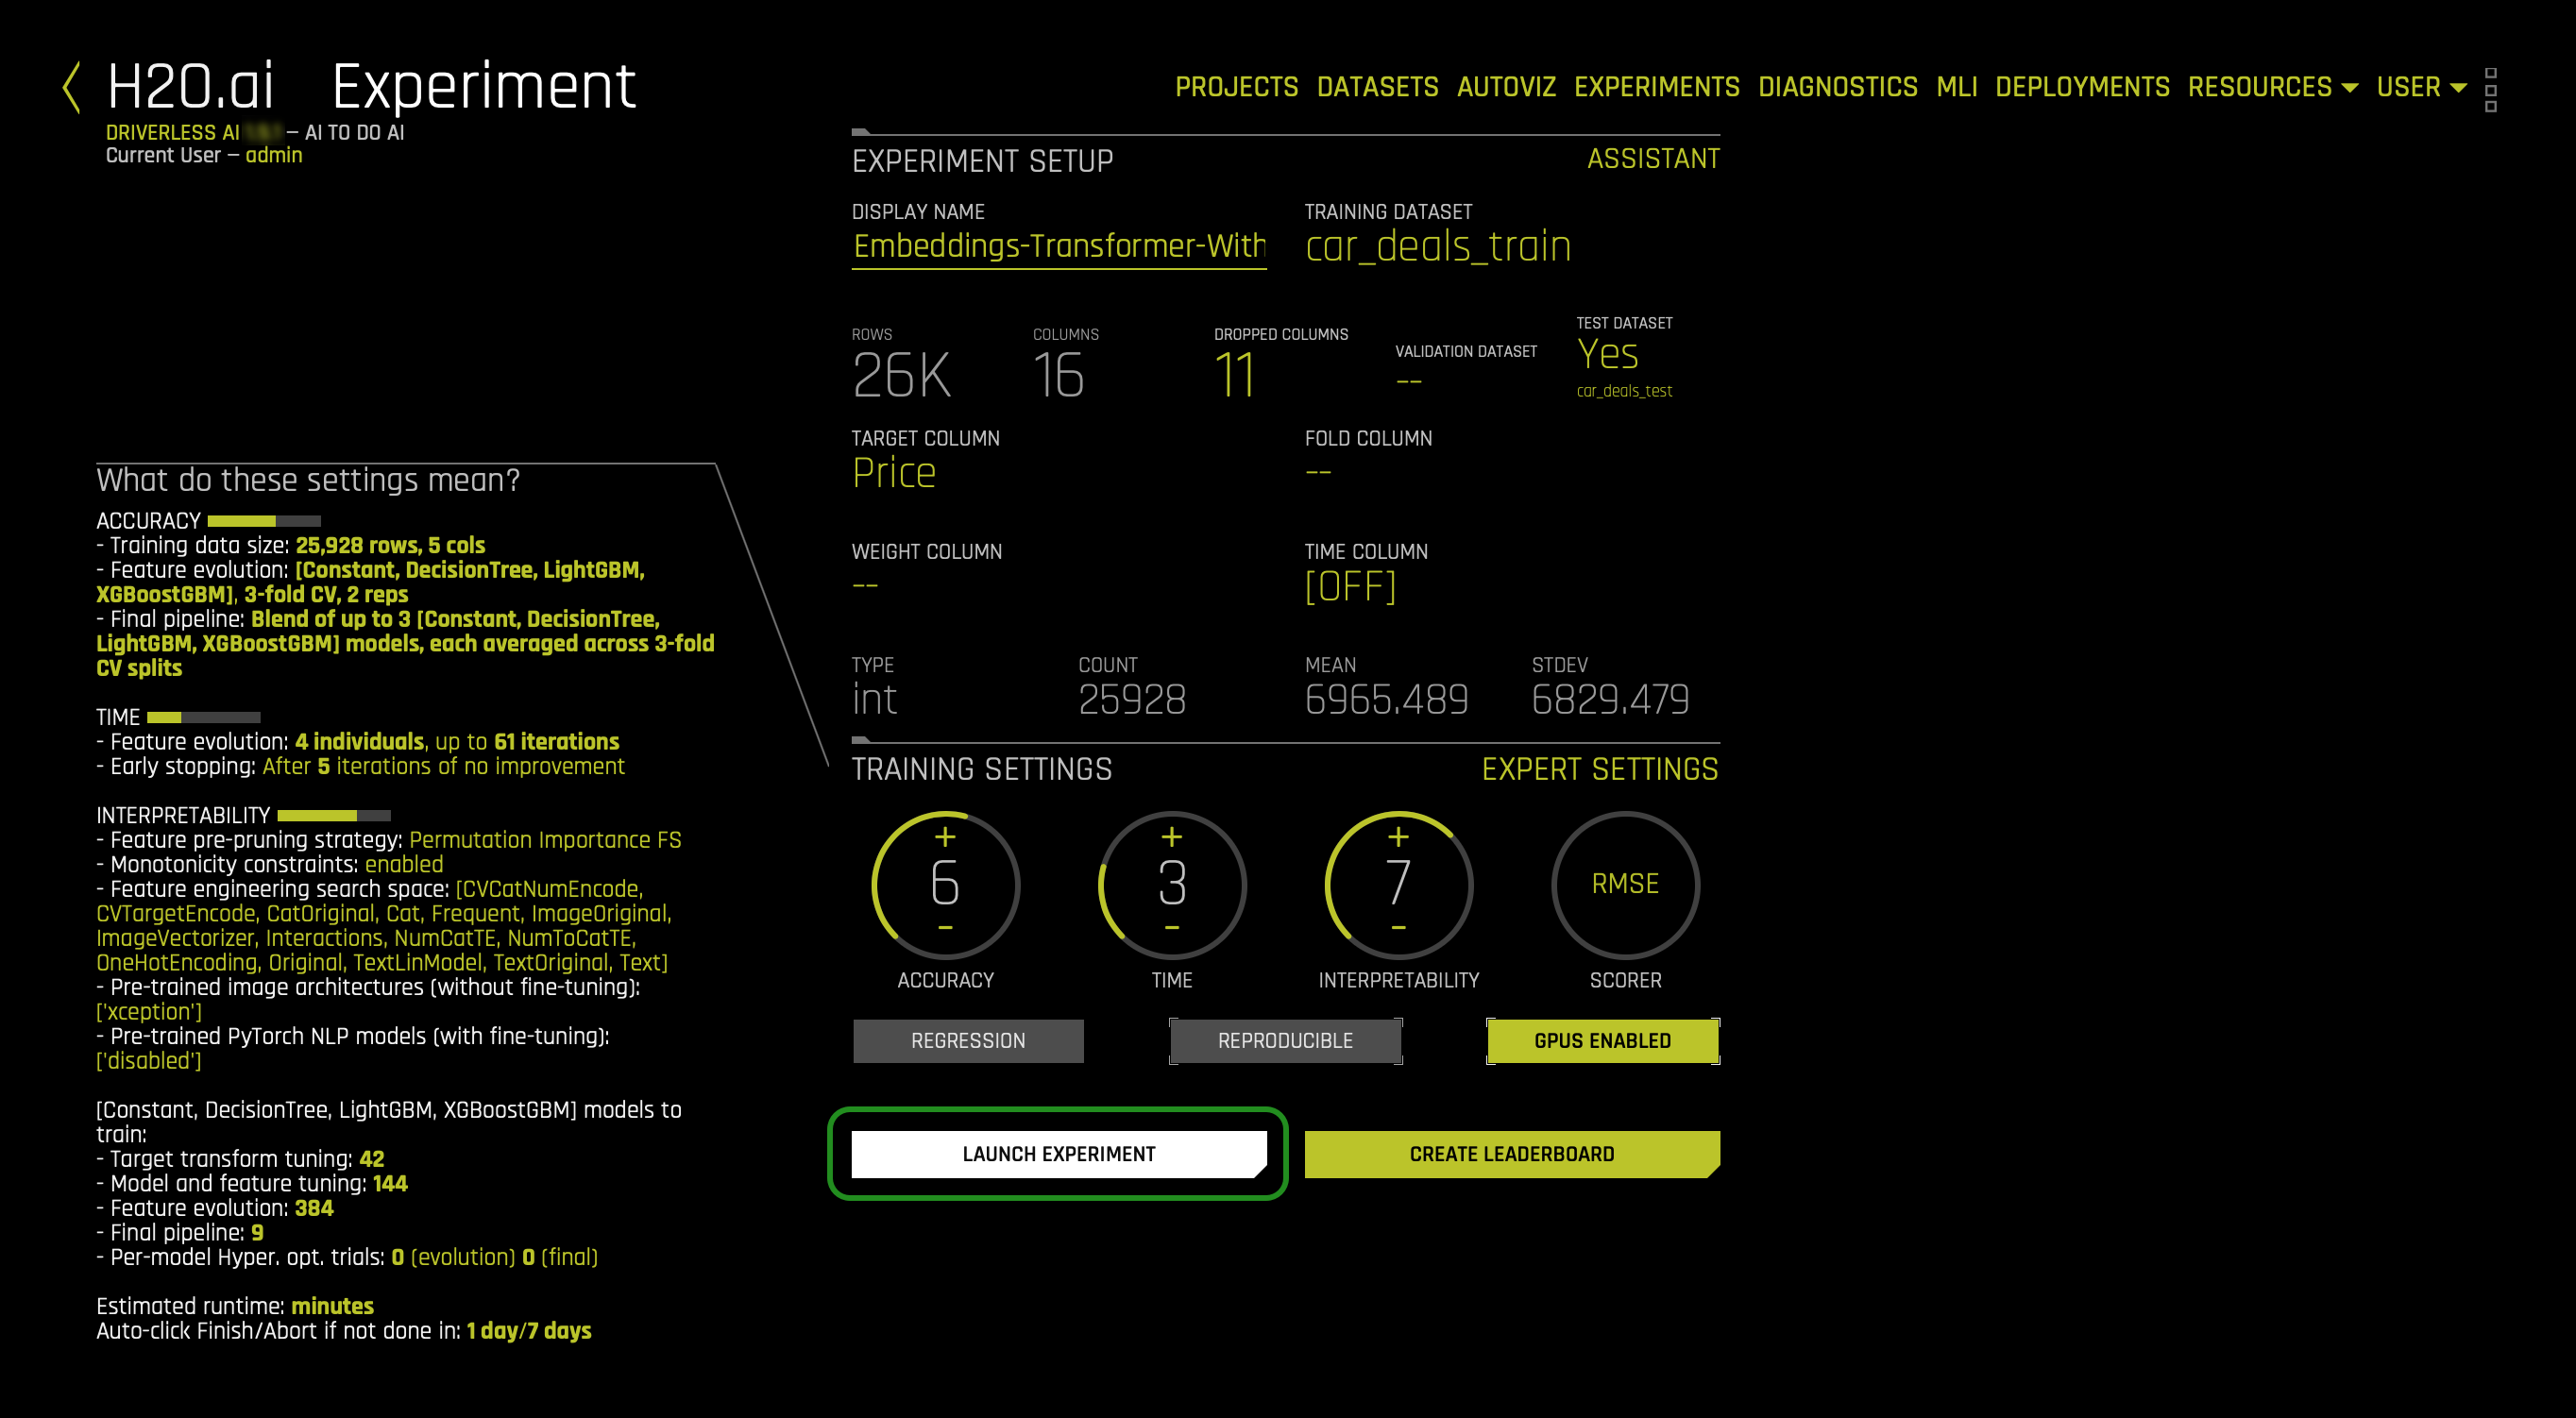 H2O.ai Experiment
DRIVERLESS AI — AI TO DO AI
Current User — admin
PROJECTS DATASETS AUTOVIZ EXPERIMENTS DIAGNOSTICS MLI DEPLOYMENTS RESOURCES USER
EXPERIMENT SETUP ASSISTANT
DISPLAY NAME TRAINING DATASET
Embeddings-Transformer-With car_deals_train
ROWS COLUMNS DROPPED COLUMNS VALIDATION DATASET TEST DATASET
26K 16 11 -- Yes
car_deals_test
TARGET COLUMN FOLD COLUMN
Price --
WEIGHT COLUMN TIME COLUMN
-- [OFF]
TYPE COUNT MEAN STDEV
int 25928 6965.489 6829.479
What do these settings mean?
ACCURACY
- Training data size: 25,928 rows, 5 cols
- Feature evolution: [Constant, DecisionTree, LightGBM,
XGBoostGBM], 3-fold CV, 2 reps
- Final pipeline: Blend of up to 3 [Constant, DecisionTree,
LightGBM, XGBoostGBM] models, each averaged across 3-fold
CV splits
TIME
- Feature evolution: 4 individuals, up to 61 iterations
- Early stopping: After 5 iterations of no improvement
INTERPRETABILITY
- Feature pre-pruning strategy: Permutation Importance FS
- Monotonicity constraints: enabled
- Feature engineering search space: [CVCatNumEncode,
CVTargetEncode, CatOriginal, Cat, Frequent, ImageOriginal,
ImageVectorizer, Interactions, NumCatTE, NumToCatTE,
OneHotEncoding, Original, TextLinModel, TextOriginal, Text]
- Pre-trained image architectures (without fine-tuning):
['xception']
- Pre-trained PyTorch NLP models (with fine-tuning):
['disabled']
[Constant, DecisionTree, LightGBM, XGBoostGBM] models to
train:
- Target transform tuning: 42
- Model and feature tuning: 144
- Feature evolution: 384
- Final pipeline: 9
- Per-model Hyper. opt. trials: 0 (evolution) 0 (final)
Estimated runtime: minutes
Auto-click Finish/Abort if not done in: 1 day/7 days
TRAINING SETTINGS EXPERT SETTINGS
+ + +
6 3 7 RMSE
- - -
ACCURACY TIME INTERPRETABILITY SCORER
REGRESSION REPRODUCIBLE GPUS ENABLED
LAUNCH EXPERIMENT CREATE LEADERBOARD